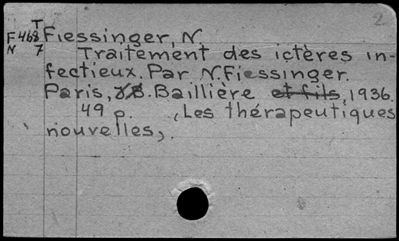 2
T
F468 Fiessinger, N.
N 7 Traitement des ictères in-
fectieux. Par N. Fiessinger.
Paris, J.B. Baillière et fils, 1936.
49 p. (Les thérapeutiques
nouvelles,.